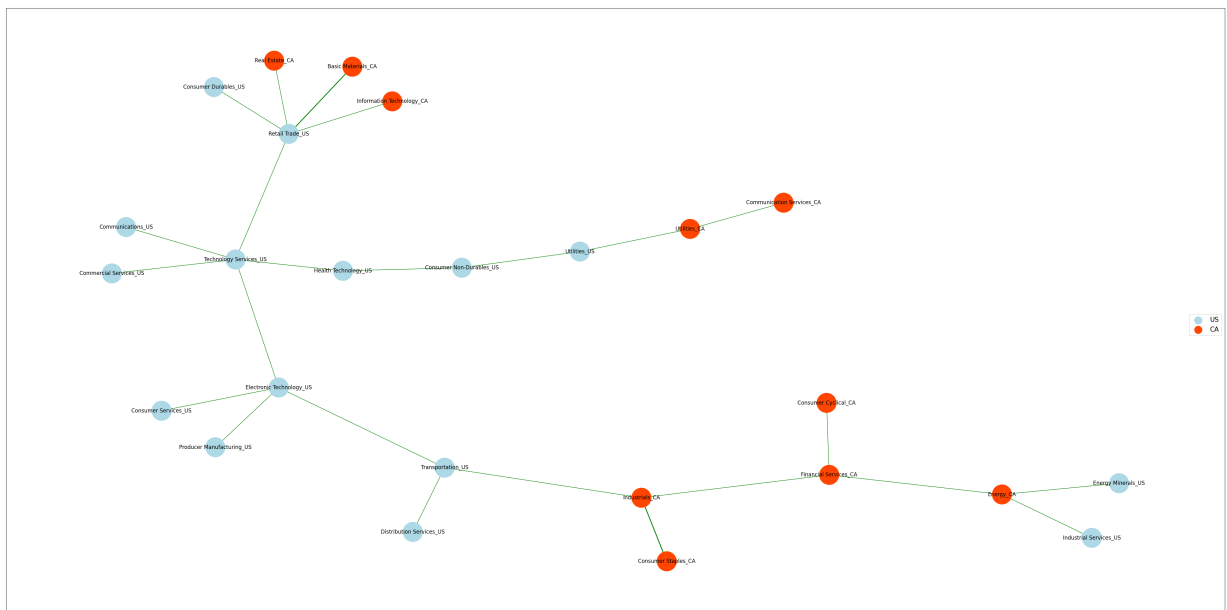 Real Estate_CA
Basic Materials_CA
Consumer Durables_US
Information Technology_CA
Retail Trade_US
Communication Services_CA
Communications_US
Utilities_CA
Utilities_US
Technology Services_US
Consumer Non-Durables_US
Health Technology_US
Commercial Services_US
US
CA
Electronic Technology_US
Consumer Cyclical_CA
Consumer Services_US
Producer Manufacturing_US
Transportation_US
Financial Services_CA
Energy Minerals_US
Energy_CA
Industrials_CA
Distribution Services_US
Industrial Services_US
Consumer Staples_CA